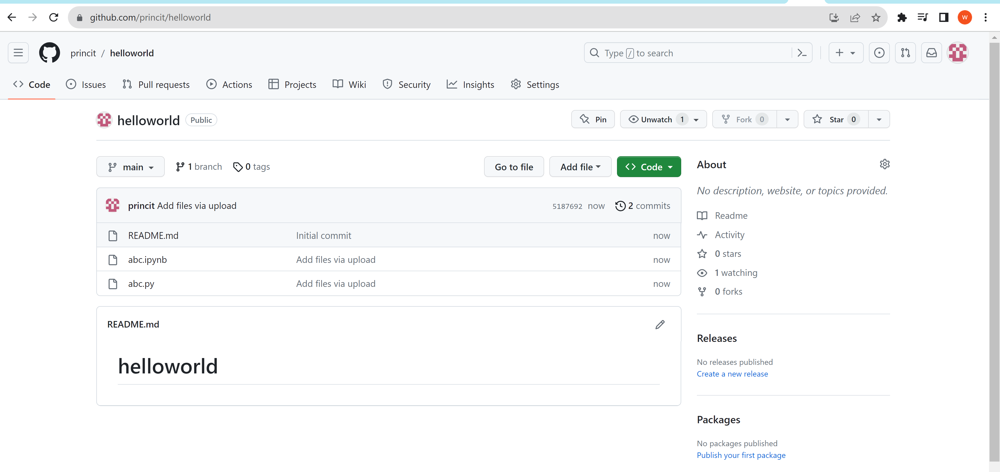 github.com/princit/helloworld
W
princit / helloworld
Type / to search
Code Issues Pull requests Actions Projects Wiki Security Insights Settings
helloworld Public
Pin Unwatch 1 Fork 0 Star 0
main 1 branch 0 tags Go to file Add file Code
princit Add files via upload 5187692 now 2 commits
README.md Initial commit now
abc.ipynb Add files via upload now
abc.py Add files via upload now
README.md
helloworld
About
No description, website, or topics provided.
Readme
Activity
0 stars
1 watching
0 forks
Releases
No releases published
Create a new release
Packages
No packages published
Publish your first package